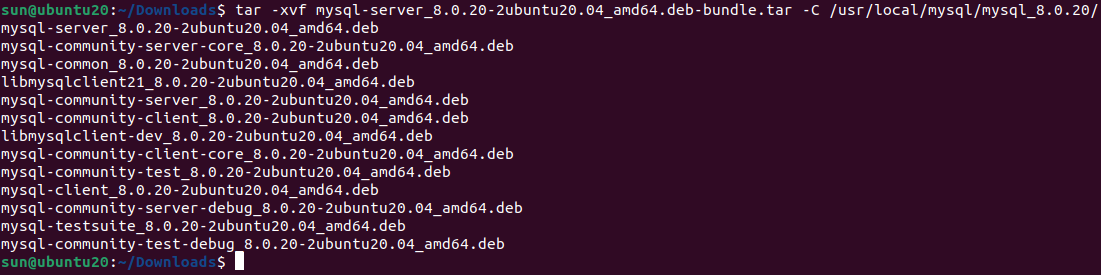 sun@ubuntu20:~/Downloads$ tar -xvf mysql-server_8.0.20-2ubuntu20.04_amd64.deb-bundle.tar -C /usr/local/mysql/mysql_8.0.20/
mysql-server_8.0.20-2ubuntu20.04_amd64.deb
mysql-community-server-core_8.0.20-2ubuntu20.04_amd64.deb
mysql-common_8.0.20-2ubuntu20.04_amd64.deb
libmysqlclient21_8.0.20-2ubuntu20.04_amd64.deb
mysql-community-server_8.0.20-2ubuntu20.04_amd64.deb
mysql-community-client_8.0.20-2ubuntu20.04_amd64.deb
libmysqlclient-dev_8.0.20-2ubuntu20.04_amd64.deb
mysql-community-client-core_8.0.20-2ubuntu20.04_amd64.deb
mysql-community-test_8.0.20-2ubuntu20.04_amd64.deb
mysql-client_8.0.20-2ubuntu20.04_amd64.deb
mysql-community-server-debug_8.0.20-2ubuntu20.04_amd64.deb
mysql-testsuite_8.0.20-2ubuntu20.04_amd64.deb
mysql-community-test-debug_8.0.20-2ubuntu20.04_amd64.deb
sun@ubuntu20:~/Downloads$